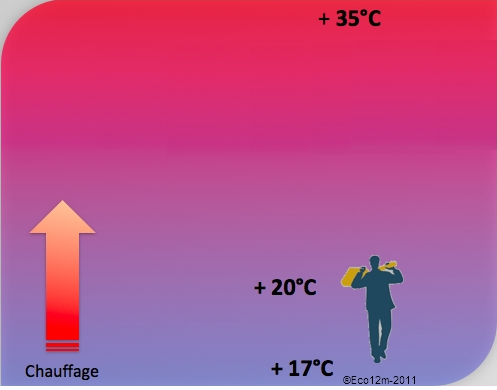 + 35°C
+ 20°C
+ 17°C
Chauffage
©Eco12m-2011